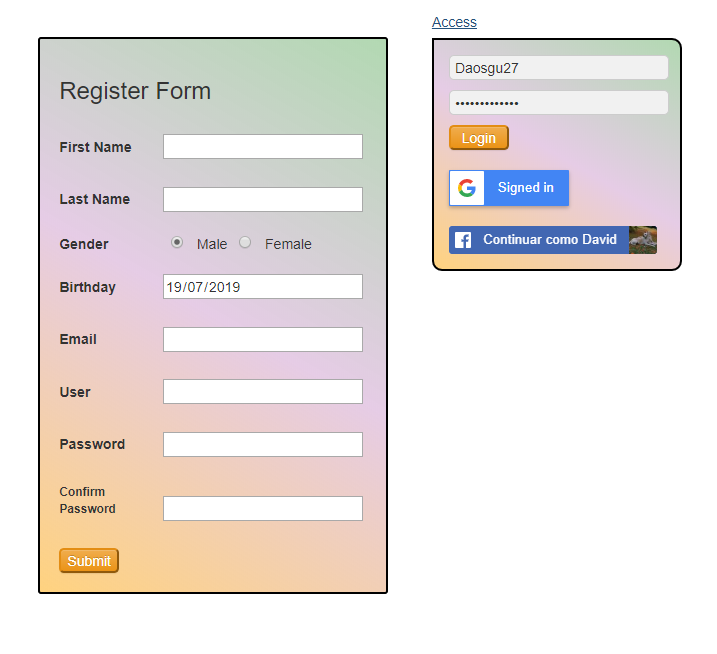 Access
Register Form
First Name
Last Name
Gender Male Female
Birthday 19/07/2019
Email
User
Password
Confirm
Password
Submit
Daosgu27
•••••••••••••
Login
Signed in
Continuar como David